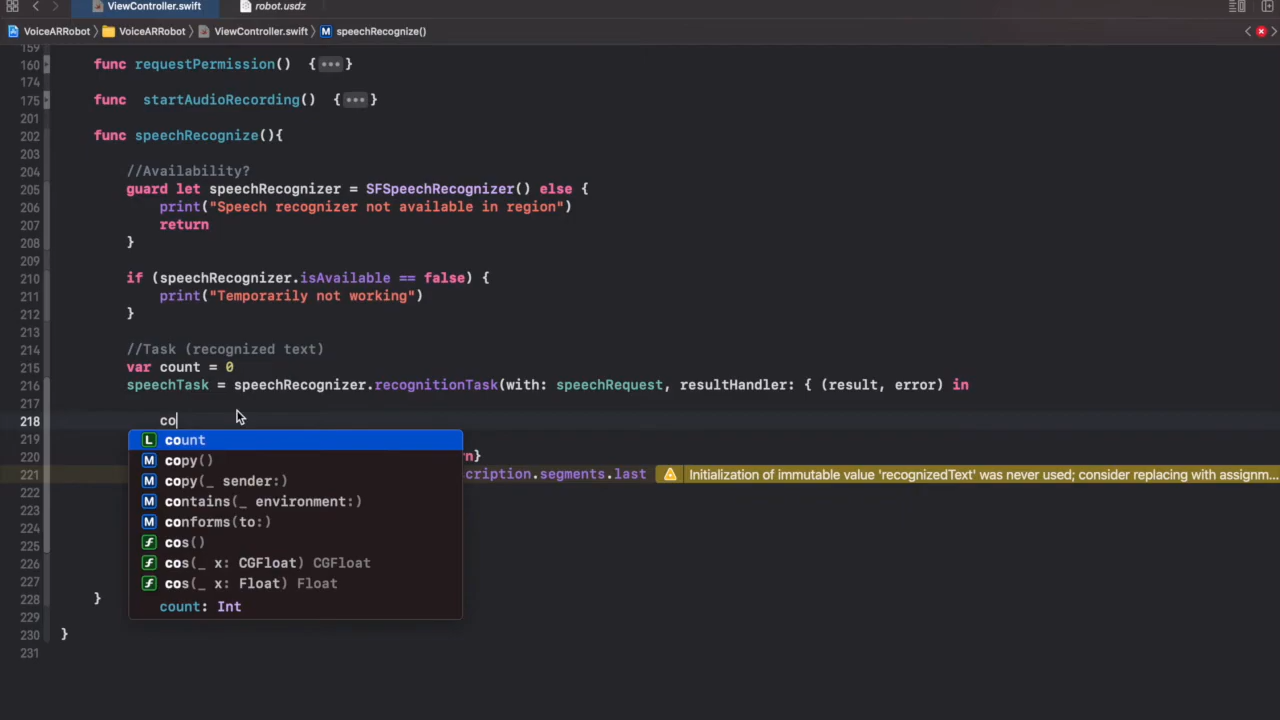 ViewController.swift robot.usdz
VoiceARRobot VoiceARRobot ViewController.swift M speechRecognize()
159
160 func requestPermission() {•••}
174
175 func startAudioRecording() {•••}
201
202 func speechRecognize(){
203
204 //Availability?
205 guard let speechRecognizer = SFSpeechRecognizer() else {
206 print("Speech recognizer not available in region")
207 return
208 }
209
210 if (speechRecognizer.isAvailable == false) {
211 print("Temporarily not working")
212 }
213
214 //Task (recognized text)
215 var count = 0
216 speechTask = speechRecognizer.recognitionTask(with: speechRequest, resultHandler: { (result, error) in
217
218 co
219 L count
220 M copy() rn}
221 M copy(_ sender:) cription.segments.last Initialization of immutable value 'recognizedText' was never used; consider replacing with assignm...
222 M contains(_ environment:)
223 M conforms(to:)
224 f cos()
225 f cos(_ x: CGFloat) CGFloat
226 f cos(_ x: Float) Float
227 count: Int
228 }
229
230 }
231